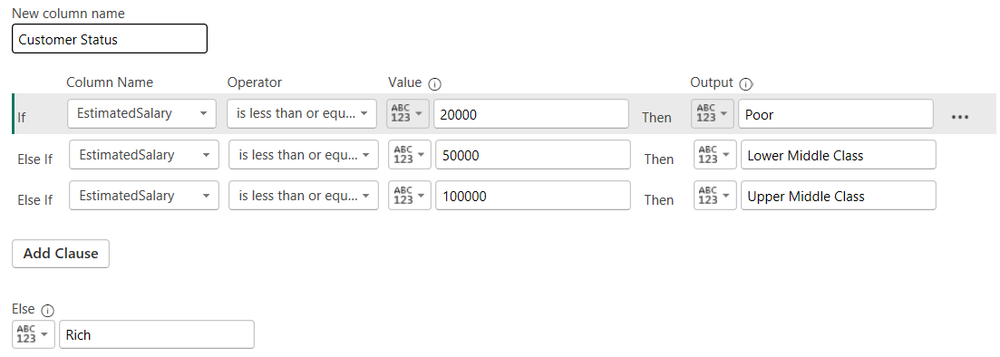 New column name
Customer Status
Column Name Operator Value Output
If EstimatedSalary is less than or equ... ABC 123 20000 Then ABC 123 Poor
Else If EstimatedSalary is less than or equ... ABC 123 50000 Then ABC 123 Lower Middle Class
Else If EstimatedSalary is less than or equ... ABC 123 100000 Then ABC 123 Upper Middle Class
Add Clause
Else
ABC 123 Rich